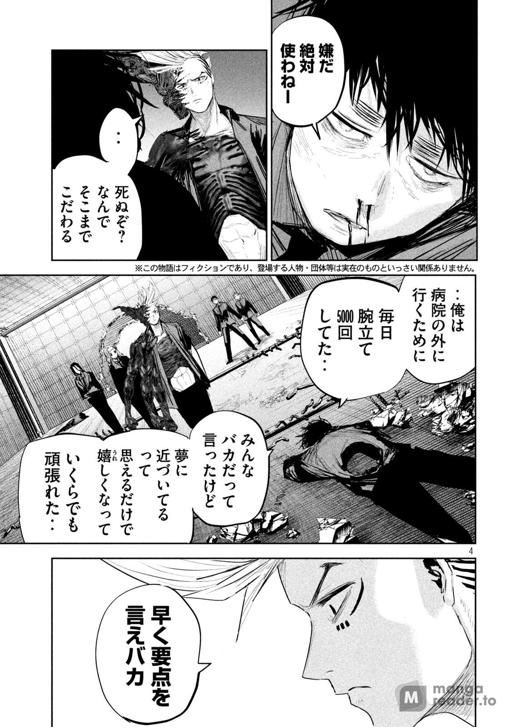 嫌だ
絶対
使わねー
‥
死ぬぞ？
なんで
そこまで
こだわる
※この物語はフィクションであり、登場する人物・団体等は実在のものといっさい関係ありません。
‥俺は
病院の外に
行くために
毎日
腕立て
5000回
してた‥
みんな
バカだって
言ったけど
夢に
近づいてる
って
思えるだけで
嬉しくなって
うれ
いくらでも
頑張れた‥
4
早く要点を
言えバカ
M
manga
reader.to